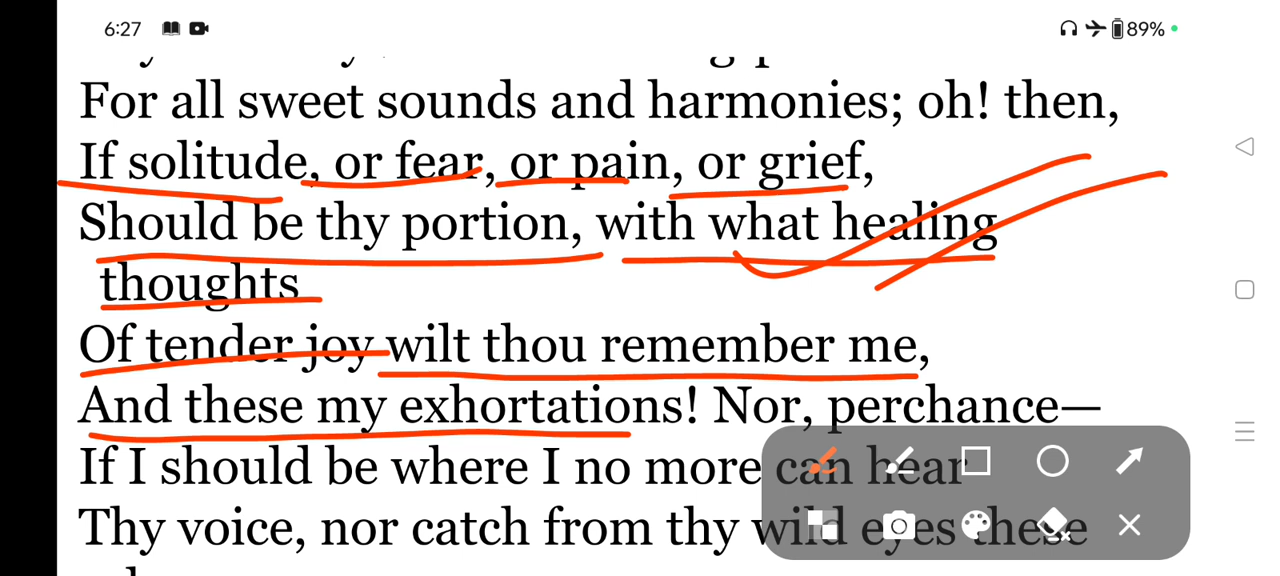 6:27
89%
For all sweet sounds and harmonies; oh! then,
If solitude, or fear, or pain, or grief,
Should be thy portion, with what healing
thoughts
Of tender joy wilt thou remember me,
And these my exhortations! Nor, perchance—
If I should be where I no more can hear
Thy voice, nor catch from thy wild eyes these